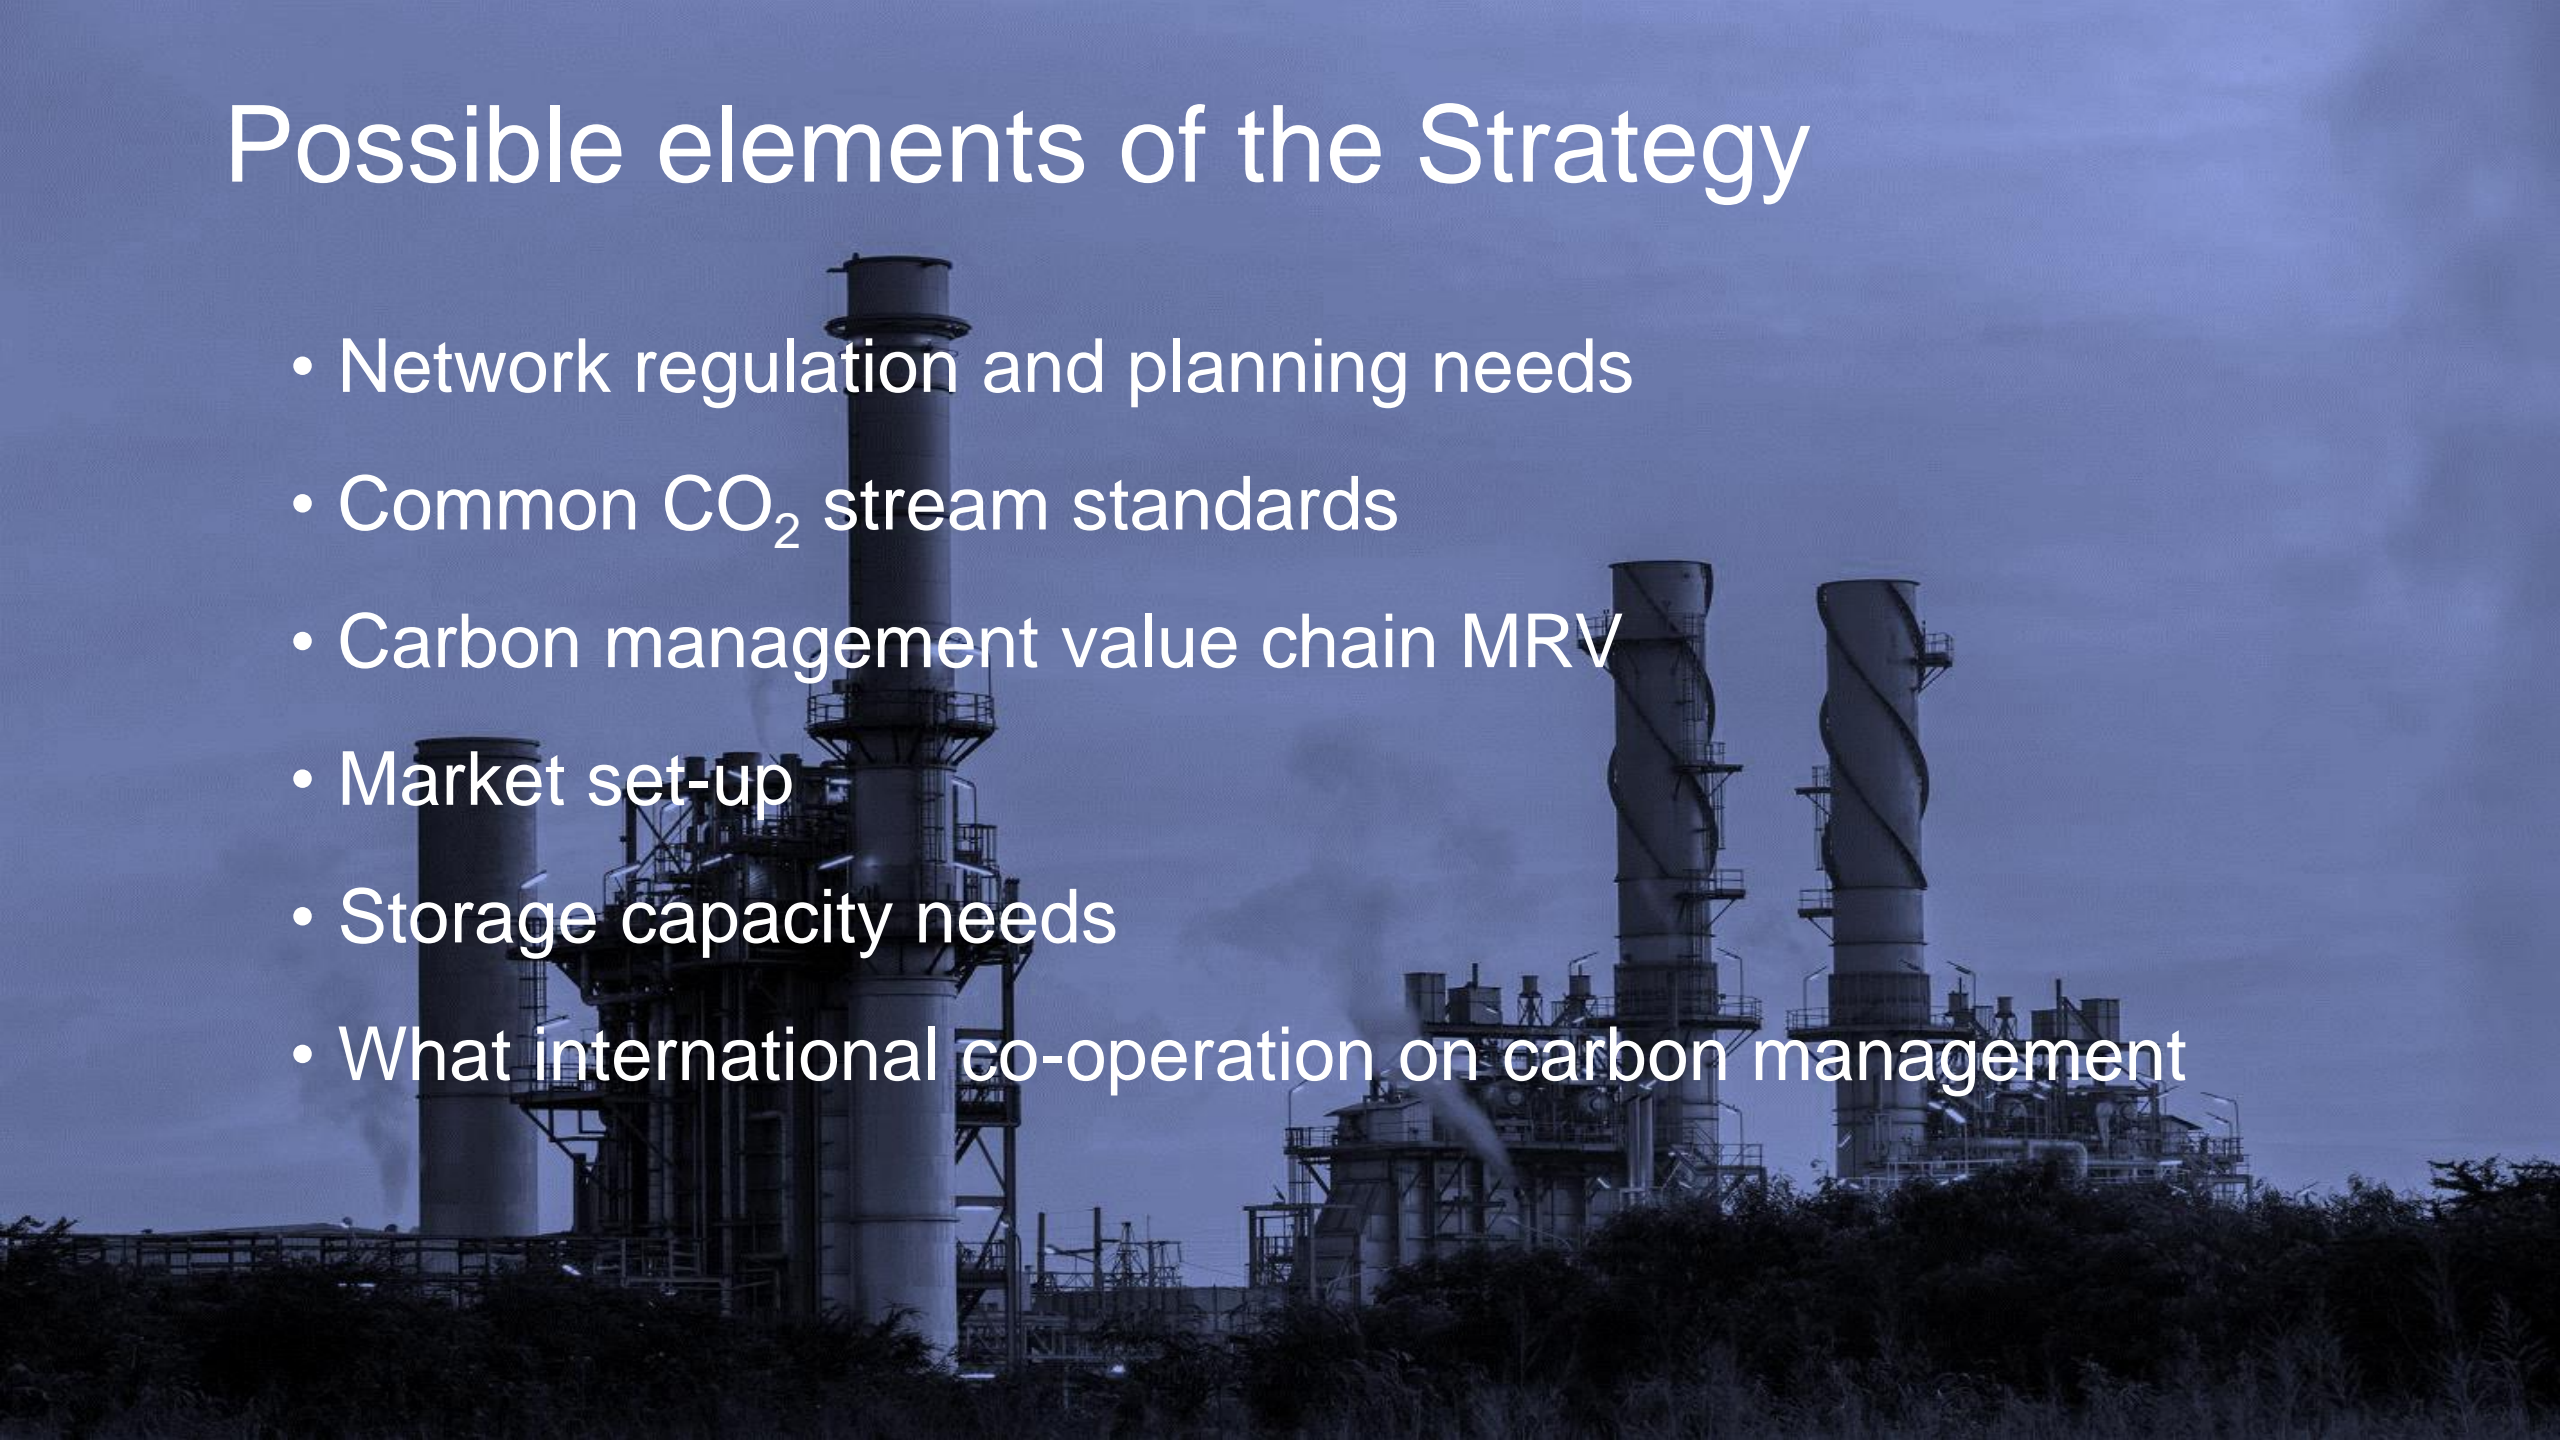 Possible elements of the Strategy
• Network regulation and planning needs
• Common CO₂ stream standards
• Carbon management value chain MRV
• Market set-up
• Storage capacity needs
• What international co-operation on carbon management